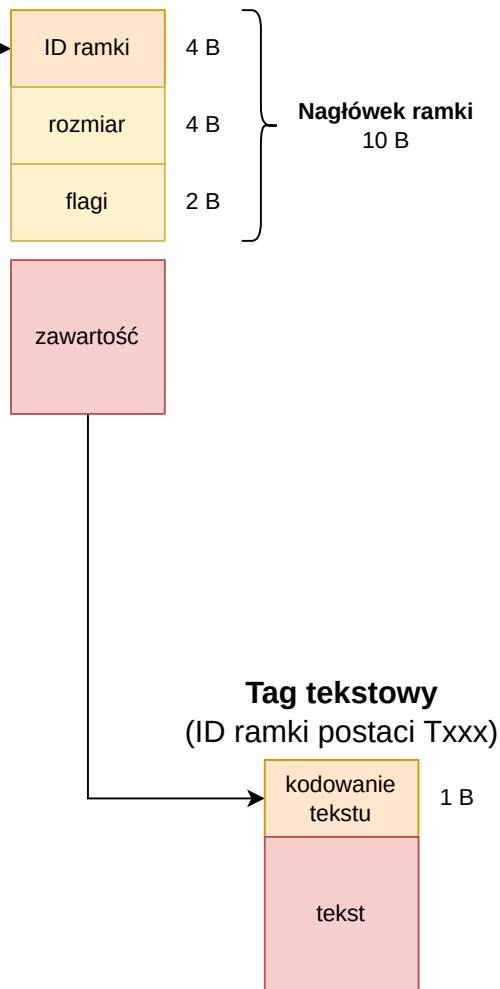 ID ramki
4 B
rozmiar
4 B
flagi
2 B
Nagłówek ramki
10 B
zawartość
Tag tekstowy
(ID ramki postaci Txxx)
kodowanie
tekstu
1 B
tekst